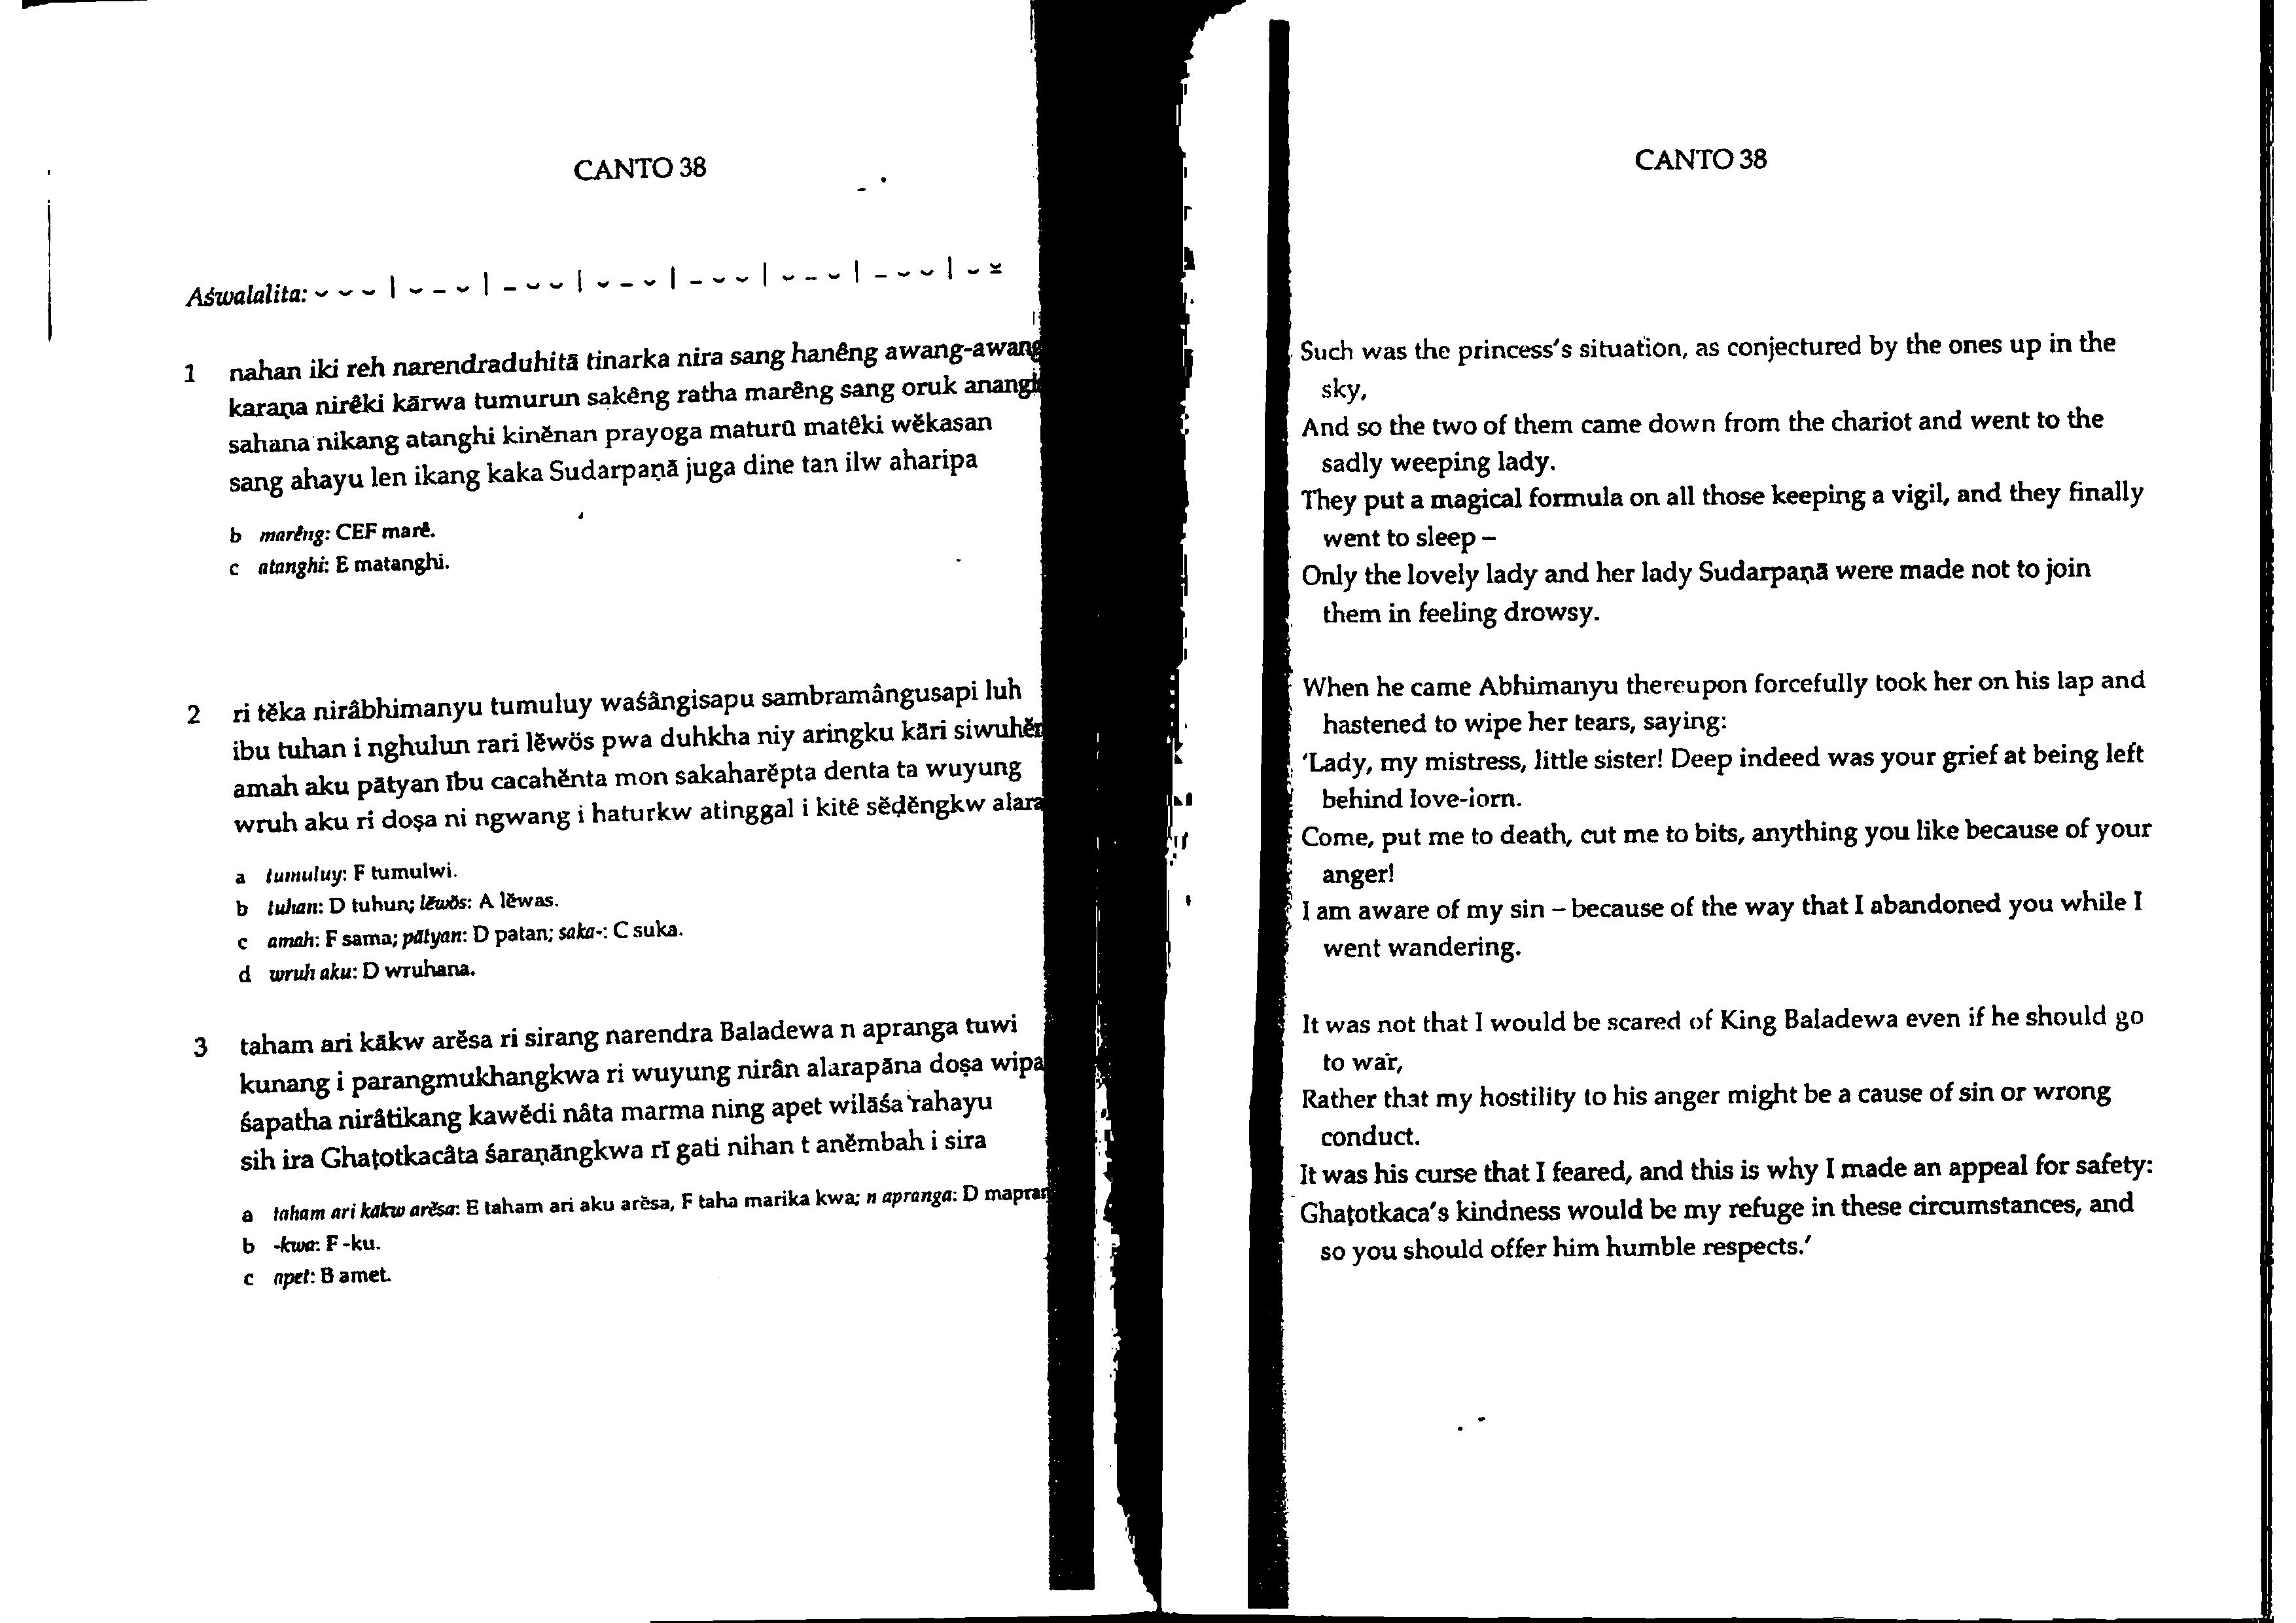 CANTO 38
Aśwalalita: ⏑ ⏑ ⏑ | ⏑ – ⏑ | – ⏑ ⏑ | ⏑ – ⏑ | – ⏑ ⏑ | ⏑ – ⏑ | – ⏑ ⏑ | ⏑ ⏓
1 nahan iki reh narendraduhitā tinarka nira sang hanêng awang-awang
karaṇa nirêki kārwa tumurun sakêng ratha marêng sang oruk
sahana nikang atanghi kinĕnan prayoga maturū matêki wĕkasan
sang ahayu len ikang kaka Sudarpaṇā juga dine tan ilw aharipa
b marêng: CEF marê.
c atanghi: E matanghi.
2 ri tĕka nirâbhimanyu tumuluy waśângisapu sambramângusapi luh
ibu tuhan i nghulun rari lĕwös pwa duhkha niy aringku kāri
amah aku pātyan ību cacahĕnta mon sakaharĕpta denta ta wuyung
wruh aku ri doṣa ni ngwang i haturkw atinggal i kitê sĕḍĕngkw
a tumuluy: F tumulwi.
b tuhan: D tuhun; lĕwös: A lĕwas.
c amah: F sama; pātyan: D patan; saka-: C suka.
d wruh aku: D wruhana.
3 taham ari kākw arĕsa ri sirang narendra Baladewa n apranga tuwi
kunang i parangmukhangkwa ri wuyung nirân alarapāna doṣa
śapatha nirâtikang kawĕdi nâta marma ning apet wilāśa rahayu
sih ira Ghaṭotkacâta śaraṇāngkwa rī gati nihan t anĕmbah i sira
a taham ari kākw arĕsa: E taham ari aku arĕsa, F taha marika kwa; n apranga: D
b -kwa: F -ku.
c apet: B amet.
CANTO 38
Such was the princess's situation, as conjectured by the ones up in the
sky,
And so the two of them came down from the chariot and went to the
sadly weeping lady.
They put a magical formula on all those keeping a vigil, and they finally
went to sleep –
Only the lovely lady and her lady Sudarpaṇā were made not to join
them in feeling drowsy.
When he came Abhimanyu thereupon forcefully took her on his lap and
hastened to wipe her tears, saying:
'Lady, my mistress, little sister! Deep indeed was your grief at being left
behind love-iorn.
Come, put me to death, cut me to bits, anything you like because of your
anger!
I am aware of my sin – because of the way that I abandoned you while I
went wandering.
It was not that I would be scared of King Baladewa even if he should go
to war,
Rather that my hostility to his anger might be a cause of sin or wrong
conduct.
It was his curse that I feared, and this is why I made an appeal for safety:
Ghaṭotkaca's kindness would be my refuge in these circumstances, and
so you should offer him humble respects.'